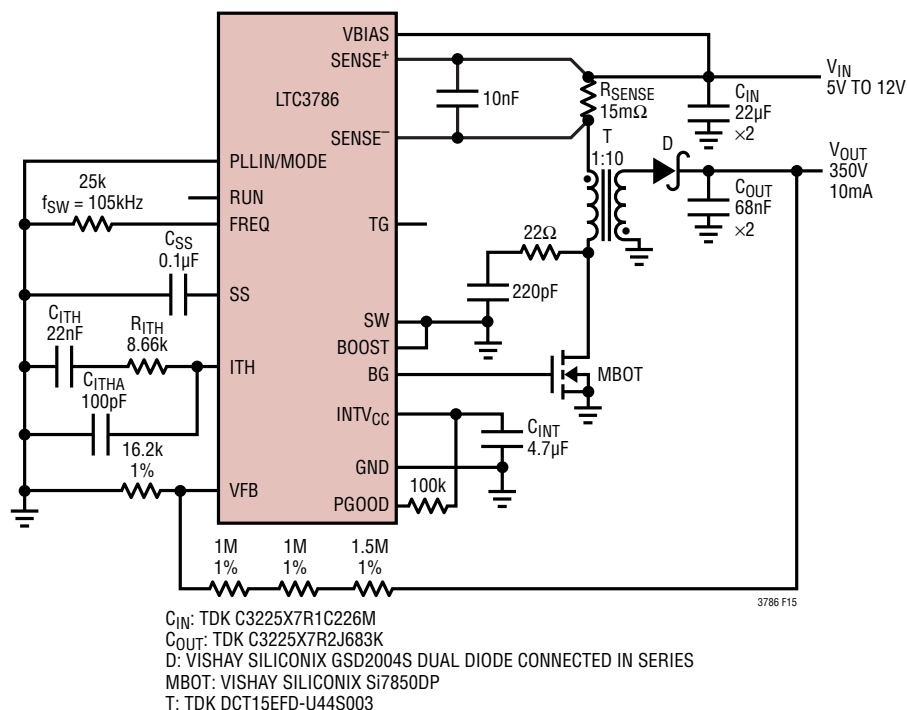 VBIAS
SENSE+
LTC3786
10nF
SENSE–
RSENSE
15mΩ
VIN
5V TO 12V
CIN
22µF
×2
T
1:10
D
VOUT
350V
10mA
COUT
68nF
×2
PLLIN/MODE
25k
fSW = 105kHz
RUN
FREQ
TG
22Ω
220pF
CSS
0.1µF
SS
SW
BOOST
CITH
22nF
RITH
8.66k
ITH
BG
MBOT
CITHA
100pF
INTVCC
CINT
4.7µF
16.2k
1%
GND
VFB
100k
PGOOD
1M
1%
1M
1%
1.5M
1%
3786 F15
CIN: TDK C3225X7R1C226M
COUT: TDK C3225X7R2J683K
D: VISHAY SILICONIX GSD2004S DUAL DIODE CONNECTED IN SERIES
MBOT: VISHAY SILICONIX Si7850DP
T: TDK DCT15EFD-U44S003